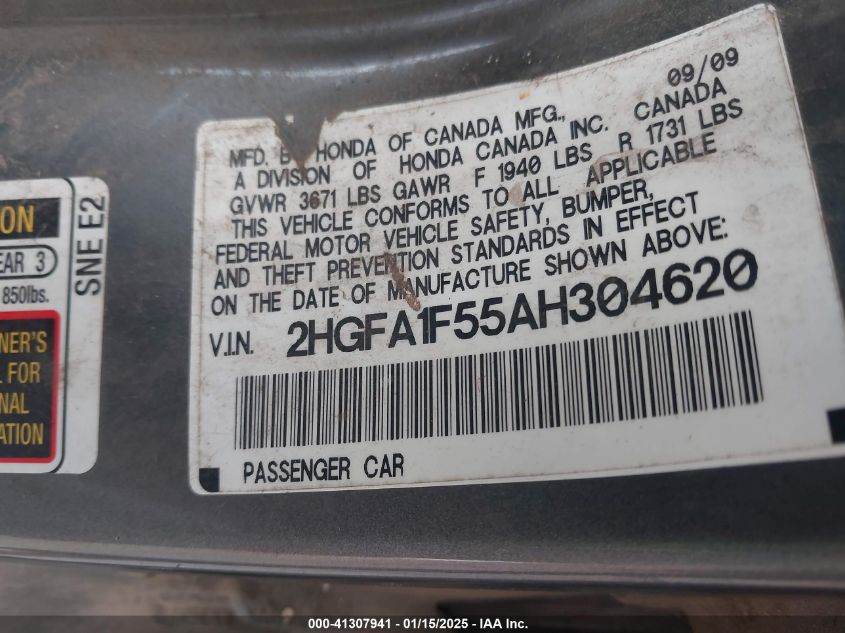 09/09
MFD. B HONDA OF CANADA MFG.,
A DIVISION OF HONDA CANADA INC. CANADA
GVWR 3671 LBS GAWR F 1940 LBS R 1731 LBS
THIS VEHICLE CONFORMS TO ALL APPLICABLE
FEDERAL MOTOR VEHICLE SAFETY, BUMPER,
AND THEFT PREVENTION STANDARDS IN EFFECT
ON THE DATE OF MANUFACTURE SHOWN ABOVE:
V.I.N. 2HGFA1F55AH304620
PASSENGER CAR
ON
EAR 3
850lbs.
NER'S
FOR
NAL
ATION
SNE E2
000-41307941 / 01/15/2025 - IAA Inc.